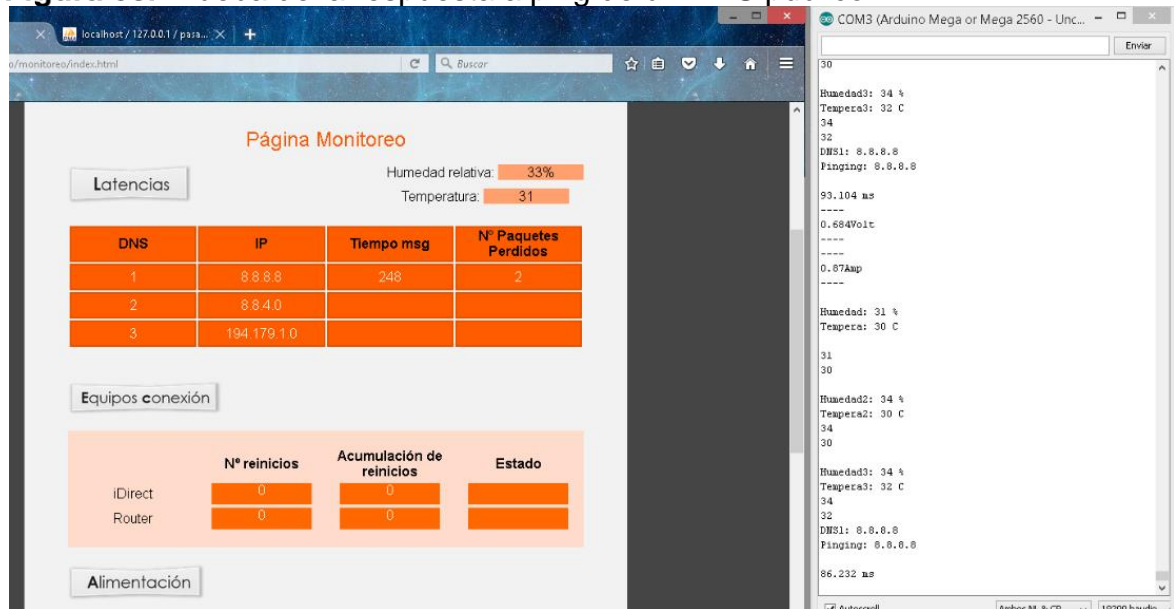 localhost / 127.0.0.1 / pasa...
o/monitoreo/index.html
Buscar
Página Monitoreo
Latencias
Humedad relativa: 33%
Temperatura: 31
DNS IP Tiempo msg Nº Paquetes Perdidos
1 8.8.8.8 248 2
2 8.8.4.0
3 194.179.1.0
Equipos conexión
Nº reinicios Acumulación de reinicios Estado
iDirect 0 0
Router 0 0
Alimentación
COM3 (Arduino Mega or Mega 2560 - Unc...
Enviar
30
Humedad3: 34 %
Tempera3: 32 C
34
32
DNS1: 8.8.8.8
Pinging: 8.8.8.8
93.104 ms
----
0.684Volt
----
----
0.87Amp
----
Humedad: 31 %
Tempera: 30 C
31
30
Humedad2: 34 %
Tempera2: 30 C
34
30
Humedad3: 34 %
Tempera3: 32 C
34
32
DNS1: 8.8.8.8
Pinging: 8.8.8.8
86.232 ms
Autoscroll
Ambos NL & CR
19200 baudio